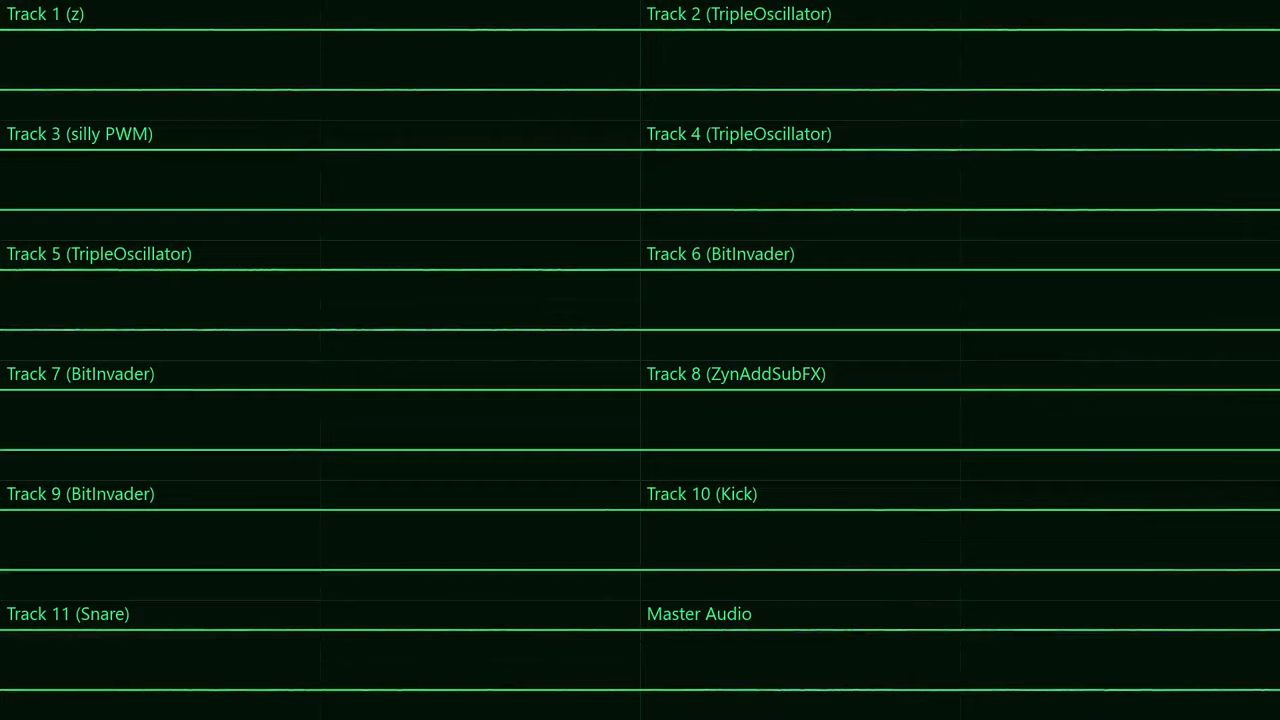 Track 1 (z)
Track 2 (TripleOscillator)
Track 3 (silly PWM)
Track 4 (TripleOscillator)
Track 5 (TripleOscillator)
Track 6 (BitInvader)
Track 7 (BitInvader)
Track 8 (ZynAddSubFX)
Track 9 (BitInvader)
Track 10 (Kick)
Track 11 (Snare)
Master Audio